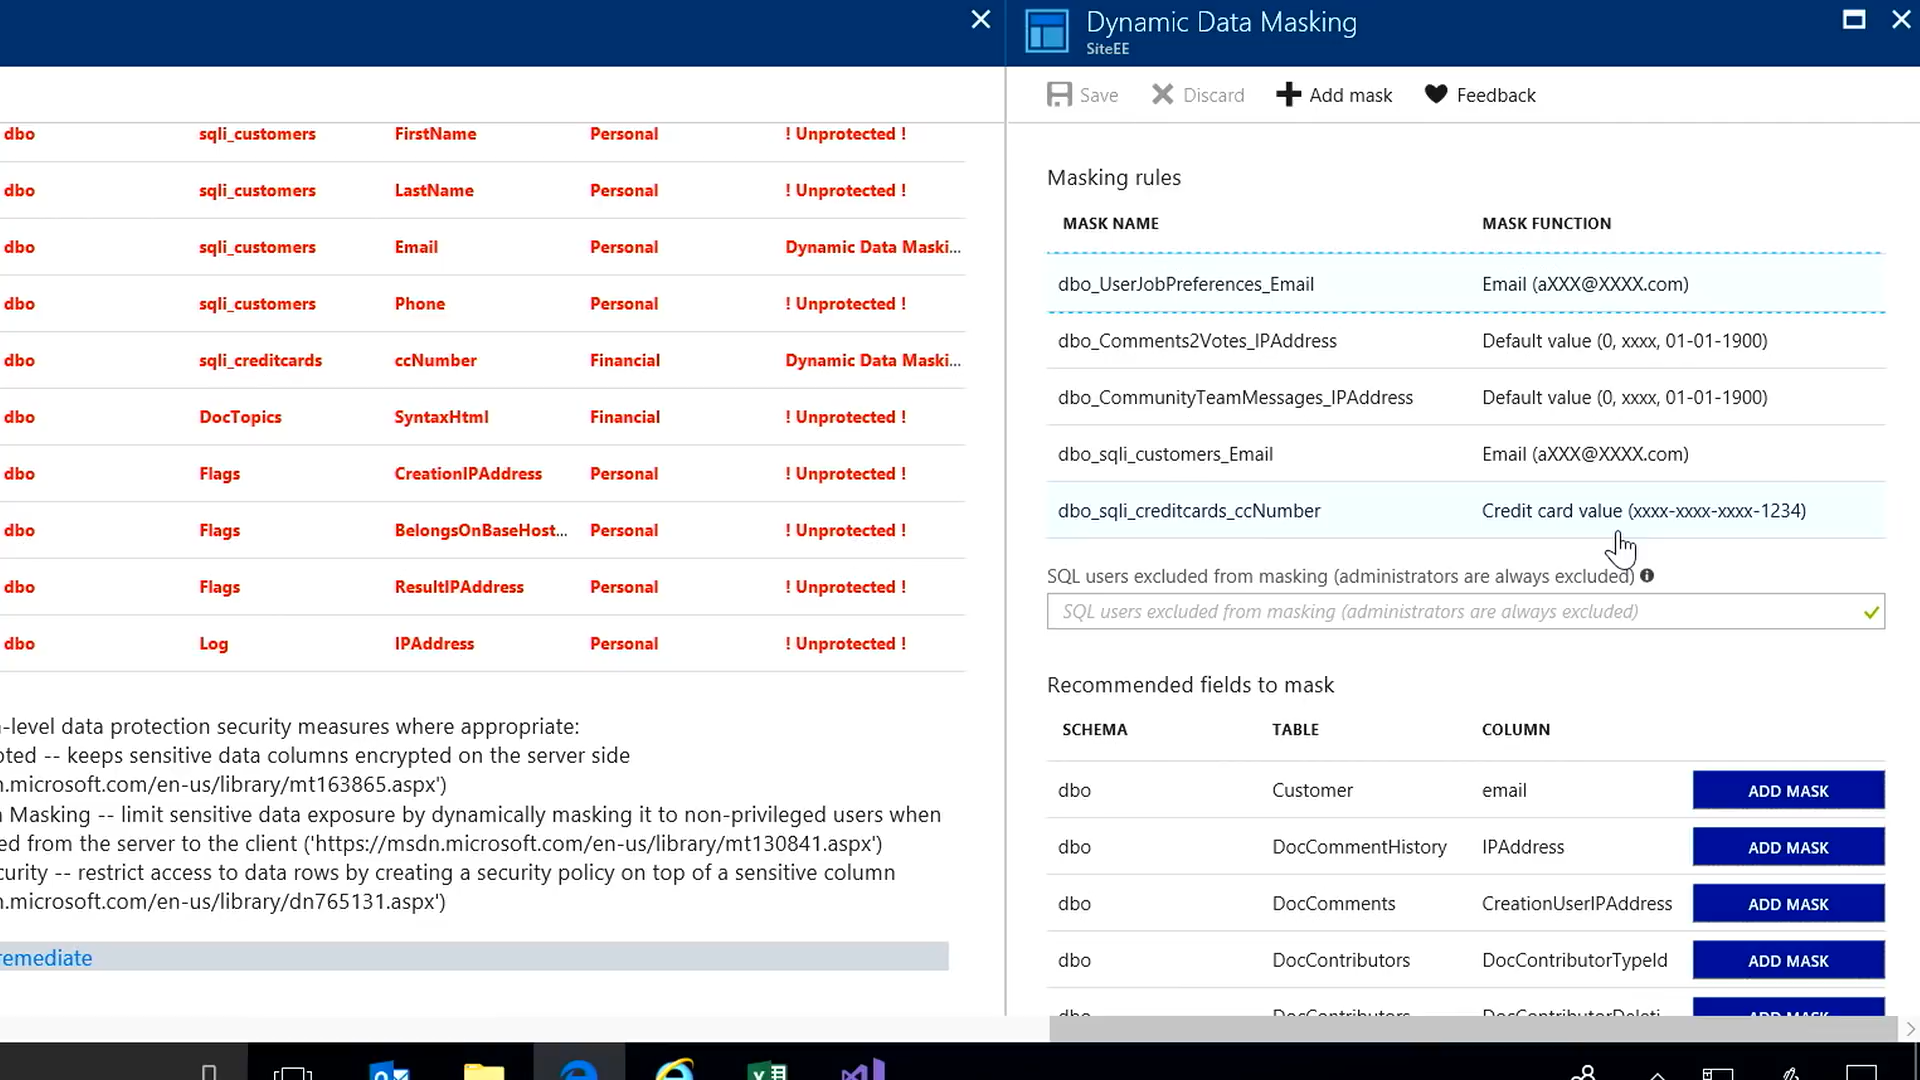 Dynamic Data Masking
SiteEE
Save Discard Add mask Feedback
dbo sqli_customers FirstName Personal ! Unprotected !
dbo sqli_customers LastName Personal ! Unprotected !
dbo sqli_customers Email Personal Dynamic Data Maski...
dbo sqli_customers Phone Personal ! Unprotected !
dbo sqli_creditcards ccNumber Financial Dynamic Data Maski...
dbo DocTopics SyntaxHtml Financial ! Unprotected !
dbo Flags CreationIPAddress Personal ! Unprotected !
dbo Flags BelongsOnBaseHost... Personal ! Unprotected !
dbo Flags ResultIPAddress Personal ! Unprotected !
dbo Log IPAddress Personal ! Unprotected !
-level data protection security measures where appropriate:
pted -- keeps sensitive data columns encrypted on the server side
n.microsoft.com/en-us/library/mt163865.aspx')
Masking -- limit sensitive data exposure by dynamically masking it to non-privileged users when
ed from the server to the client ('https://msdn.microsoft.com/en-us/library/mt130841.aspx')
curity -- restrict access to data rows by creating a security policy on top of a sensitive column
n.microsoft.com/en-us/library/dn765131.aspx')
remediate
Masking rules
MASK NAME MASK FUNCTION
dbo_UserJobPreferences_Email Email (aXXX@XXXX.com)
dbo_Comments2Votes_IPAddress Default value (0, xxxx, 01-01-1900)
dbo_CommunityTeamMessages_IPAddress Default value (0, xxxx, 01-01-1900)
dbo_sqli_customers_Email Email (aXXX@XXXX.com)
dbo_sqli_creditcards_ccNumber Credit card value (xxxx-xxxx-xxxx-1234)
SQL users excluded from masking (administrators are always excluded)
SQL users excluded from masking (administrators are always excluded)
Recommended fields to mask
SCHEMA TABLE COLUMN
dbo Customer email ADD MASK
dbo DocCommentHistory IPAddress ADD MASK
dbo DocComments CreationUserIPAddress ADD MASK
dbo DocContributors DocContributorTypeId ADD MASK
dbo DocContributors DocContributorDeleti ADD MASK